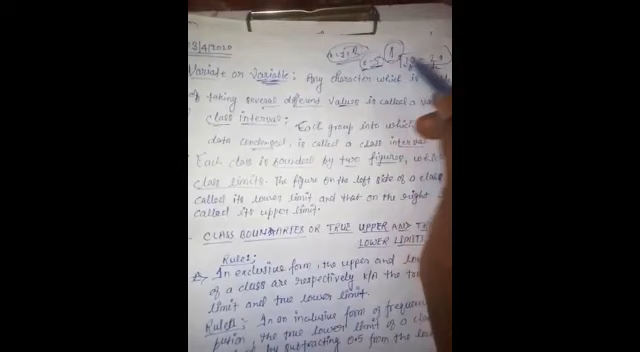 3/4/2020
Variate or Variable: Any character which is
of taking several different values is called a
class interval: Each group into which
data condensed, is called a class interval
Each class is bounded by two figures, which
class limits. The figure on the left side of a class
called its lower limit and that on the right
called its upper limit.
CLASS BOUNDARIES OR TRUE UPPER AND
LOWER LIMITS
Rule1:
In exclusive form, the upper and
of a class are respectively K/n the
limit and true lower limit.
RuleII: In an inclusive form of
the true lower limit of a
by subtracting 0.5 from the